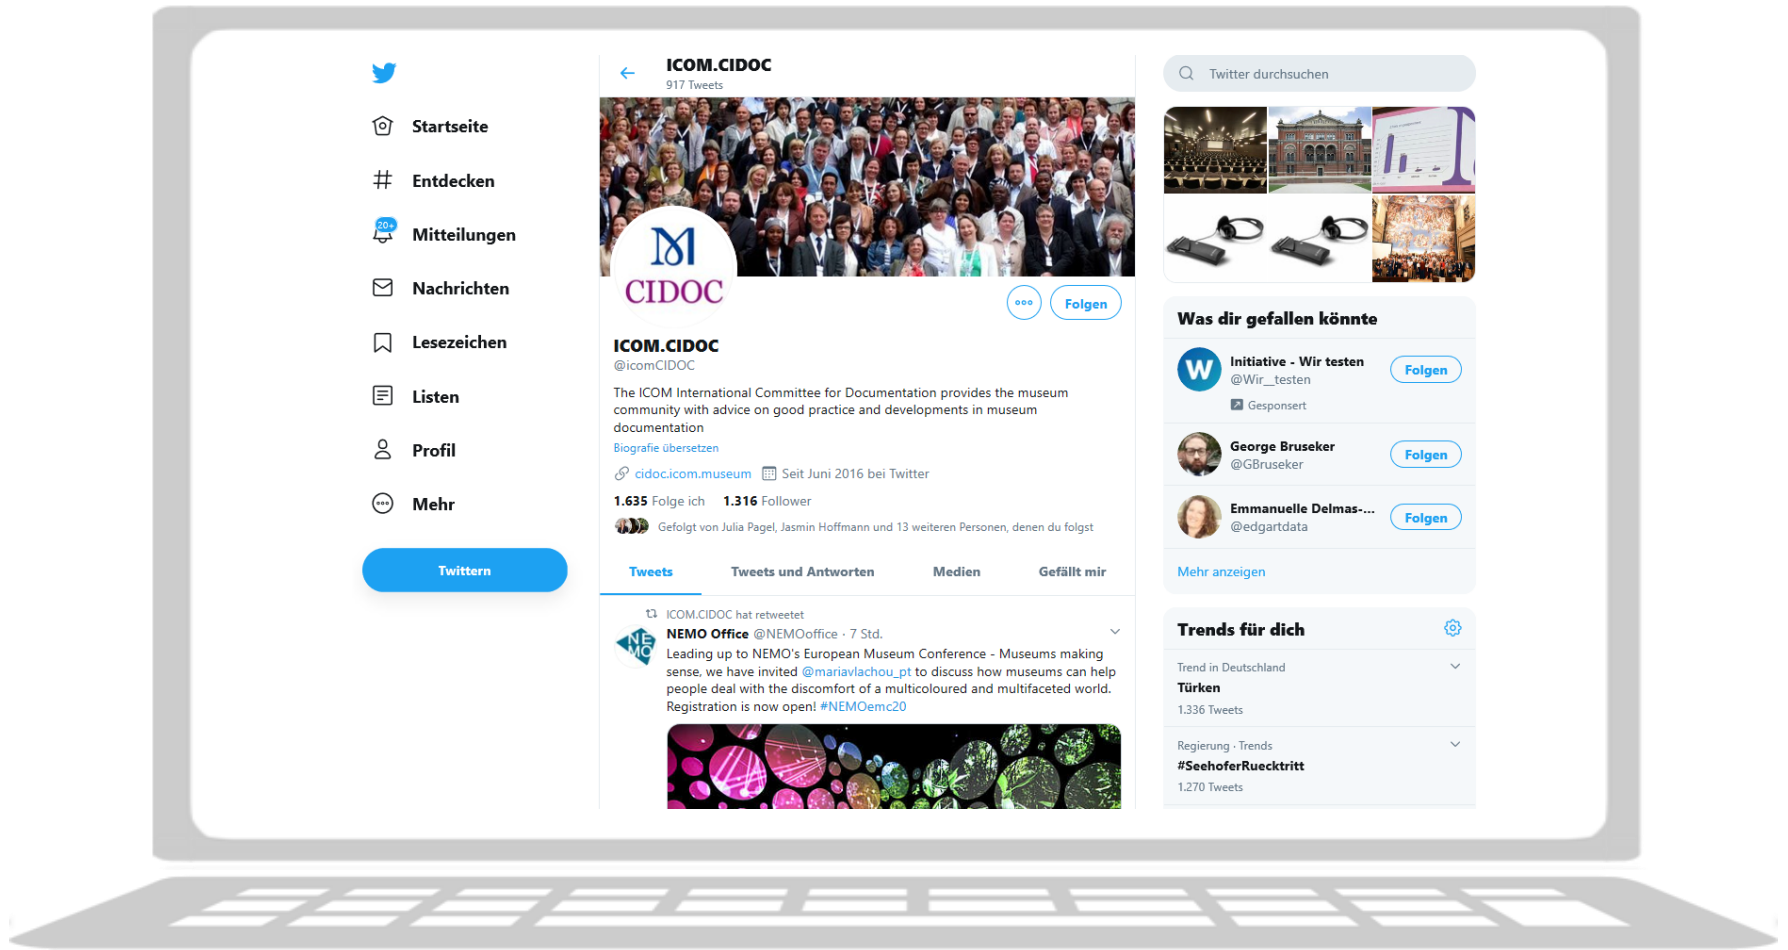 Startseite
Entdecken
20+
Mitteilungen
Nachrichten
Lesezeichen
Listen
Profil
Mehr
Twittern
ICOM.CIDOC
917 Tweets
CIDOC
Folgen
ICOM.CIDOC
@icomCIDOC
The ICOM International Committee for Documentation provides the museum
community with advice on good practice and developments in museum
documentation
Biografie übersetzen
cidoc.icom.museum Seit Juni 2016 bei Twitter
1.635 Folge ich 1.316 Follower
Gefolgt von Julia Pagel, Jasmin Hoffmann und 13 weiteren Personen, denen du folgst
Tweets Tweets und Antworten Medien Gefällt mir
ICOM.CIDOC hat retweetet
NEMO
NEMO Office @NEMOoffice · 7 Std.
Leading up to NEMO's European Museum Conference - Museums making
sense, we have invited @mariavlachou_pt to discuss how museums can help
people deal with the discomfort of a multicoloured and multifaceted world.
Registration is now open! #NEMOemc20
Twitter durchsuchen
Was dir gefallen könnte
W
Initiative - Wir testen
@Wir__testen
Folgen
Gesponsert
George Bruseker
@GBruseker
Folgen
Emmanuelle Delmas-...
@edgartdata
Folgen
Mehr anzeigen
Trends für dich
Trend in Deutschland
Türken
1.336 Tweets
Regierung · Trends
#SeehoferRuecktritt
1.270 Tweets